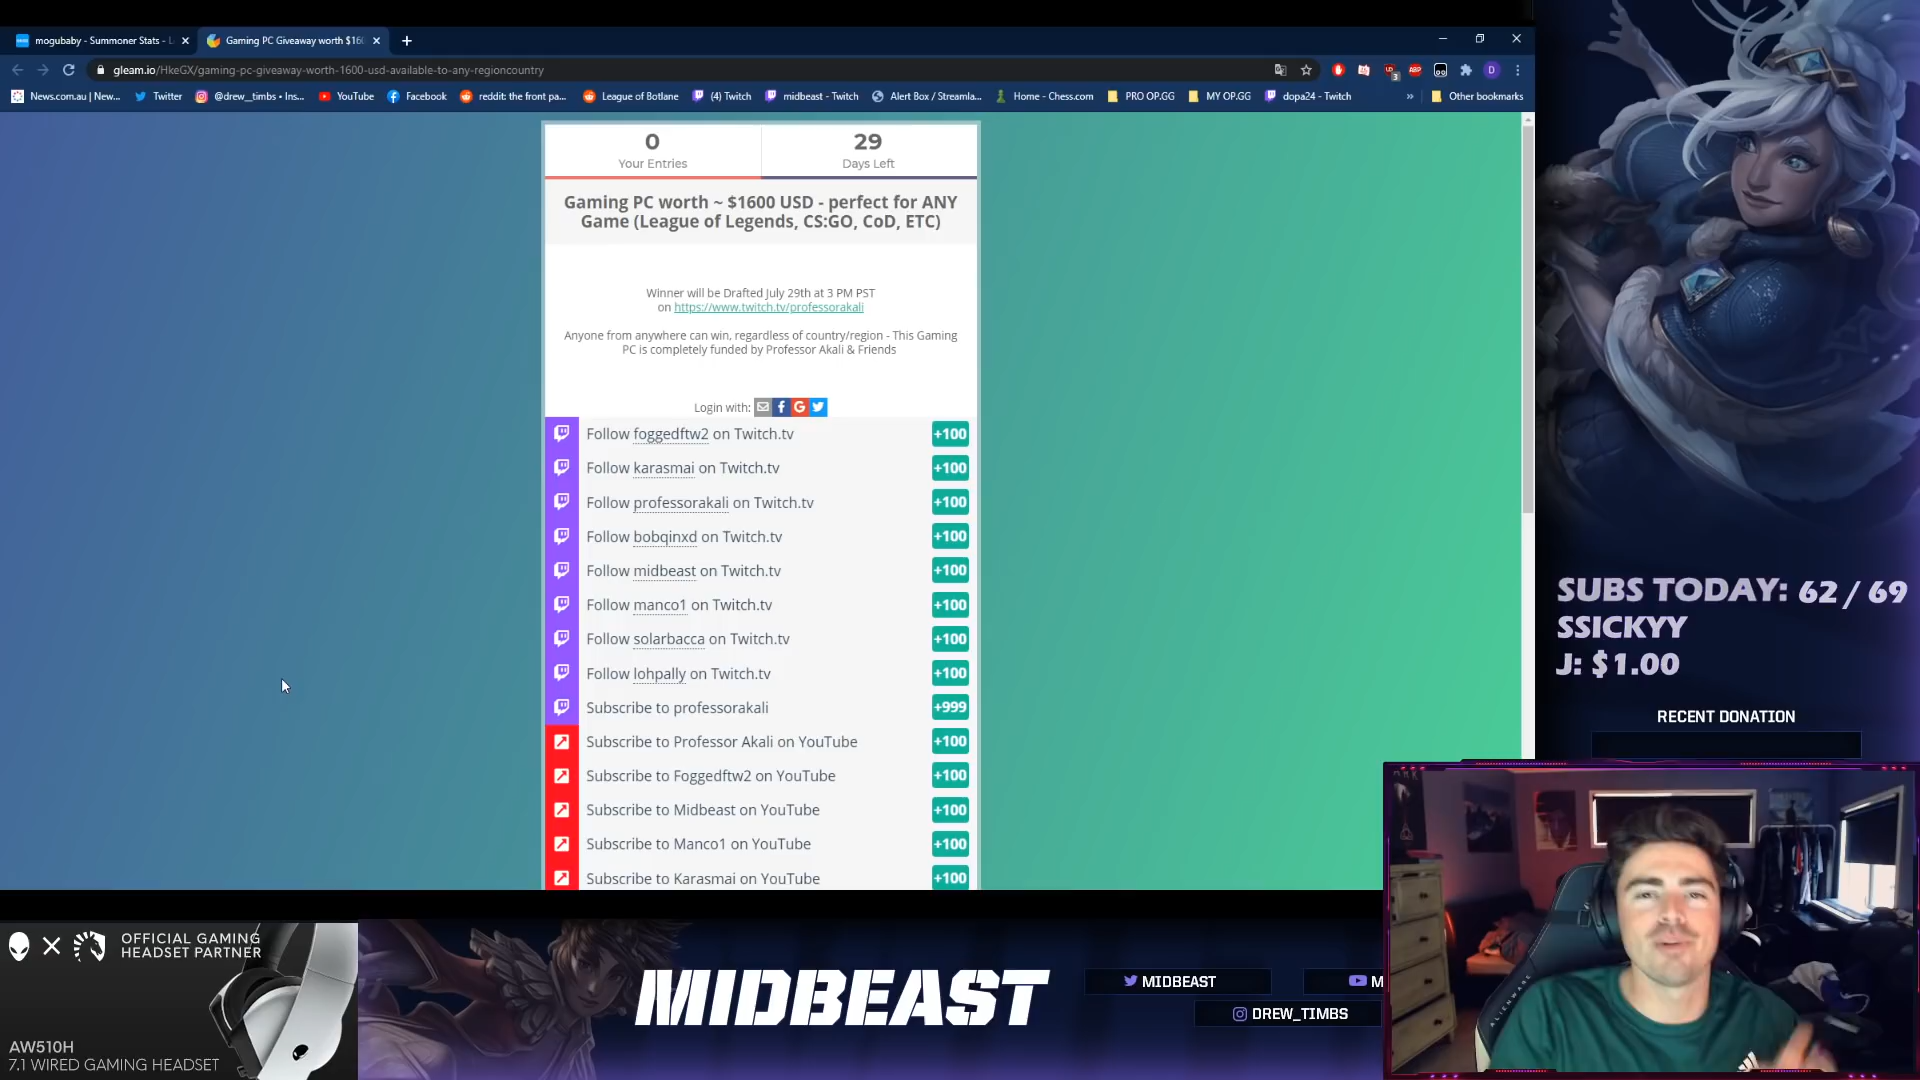 mogubaby - Summoner Stats - L
Gaming PC Giveaway worth $160
gleam.io/HkeGX/gaming-pc-giveaway-worth-1600-usd-available-to-any-regioncountry
3
ABP
D
News.com.au | New...
Twitter
@drew__timbs • Ins...
YouTube
Facebook
reddit: the front pa...
League of Botlane
(4) Twitch
midbeast - Twitch
Alert Box / Streamla...
Home - Chess.com
PRO OP.GG
MY OP.GG
dopa24 - Twitch
»
Other bookmarks
0
Your Entries
29
Days Left
Gaming PC worth ~ $1600 USD - perfect for ANY
Game (League of Legends, CS:GO, CoD, ETC)
Winner will be Drafted July 29th at 3 PM PST
on https://www.twitch.tv/professorakali
Anyone from anywhere can win, regardless of country/region - This Gaming
PC is completely funded by Professor Akali & Friends
Login with:
Follow foggedftw2 on Twitch.tv +100
Follow karasmai on Twitch.tv +100
Follow professorakali on Twitch.tv +100
Follow bobqinxd on Twitch.tv +100
Follow midbeast on Twitch.tv +100
Follow manco1 on Twitch.tv +100
Follow solarbacca on Twitch.tv +100
Follow lohpally on Twitch.tv +100
Subscribe to professorakali +999
Subscribe to Professor Akali on YouTube +100
Subscribe to Foggedftw2 on YouTube +100
Subscribe to Midbeast on YouTube +100
Subscribe to Manco1 on YouTube +100
Subscribe to Karasmai on YouTube +100
SUBS TODAY: 62 / 69
SSICKYY
J: $1.00
RECENT DONATION
OFFICIAL GAMING
HEADSET PARTNER
AW510H
7.1 WIRED GAMING HEADSET
MIDBEAST
MIDBEAST
M
DREW_TIMBS
ALIENWARE